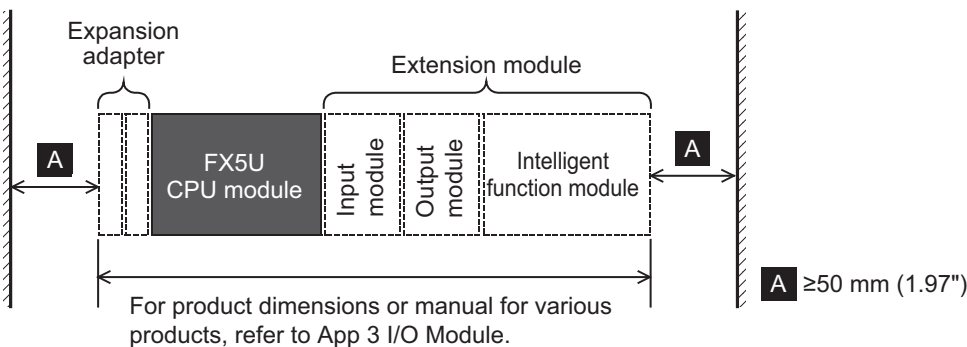 Expansion
adapter
Extension module
A
FX5U
CPU module
Input
module
Output
module
Intelligent
function module
A
A ≥50 mm (1.97")
For product dimensions or manual for various
products, refer to App 3 I/O Module.